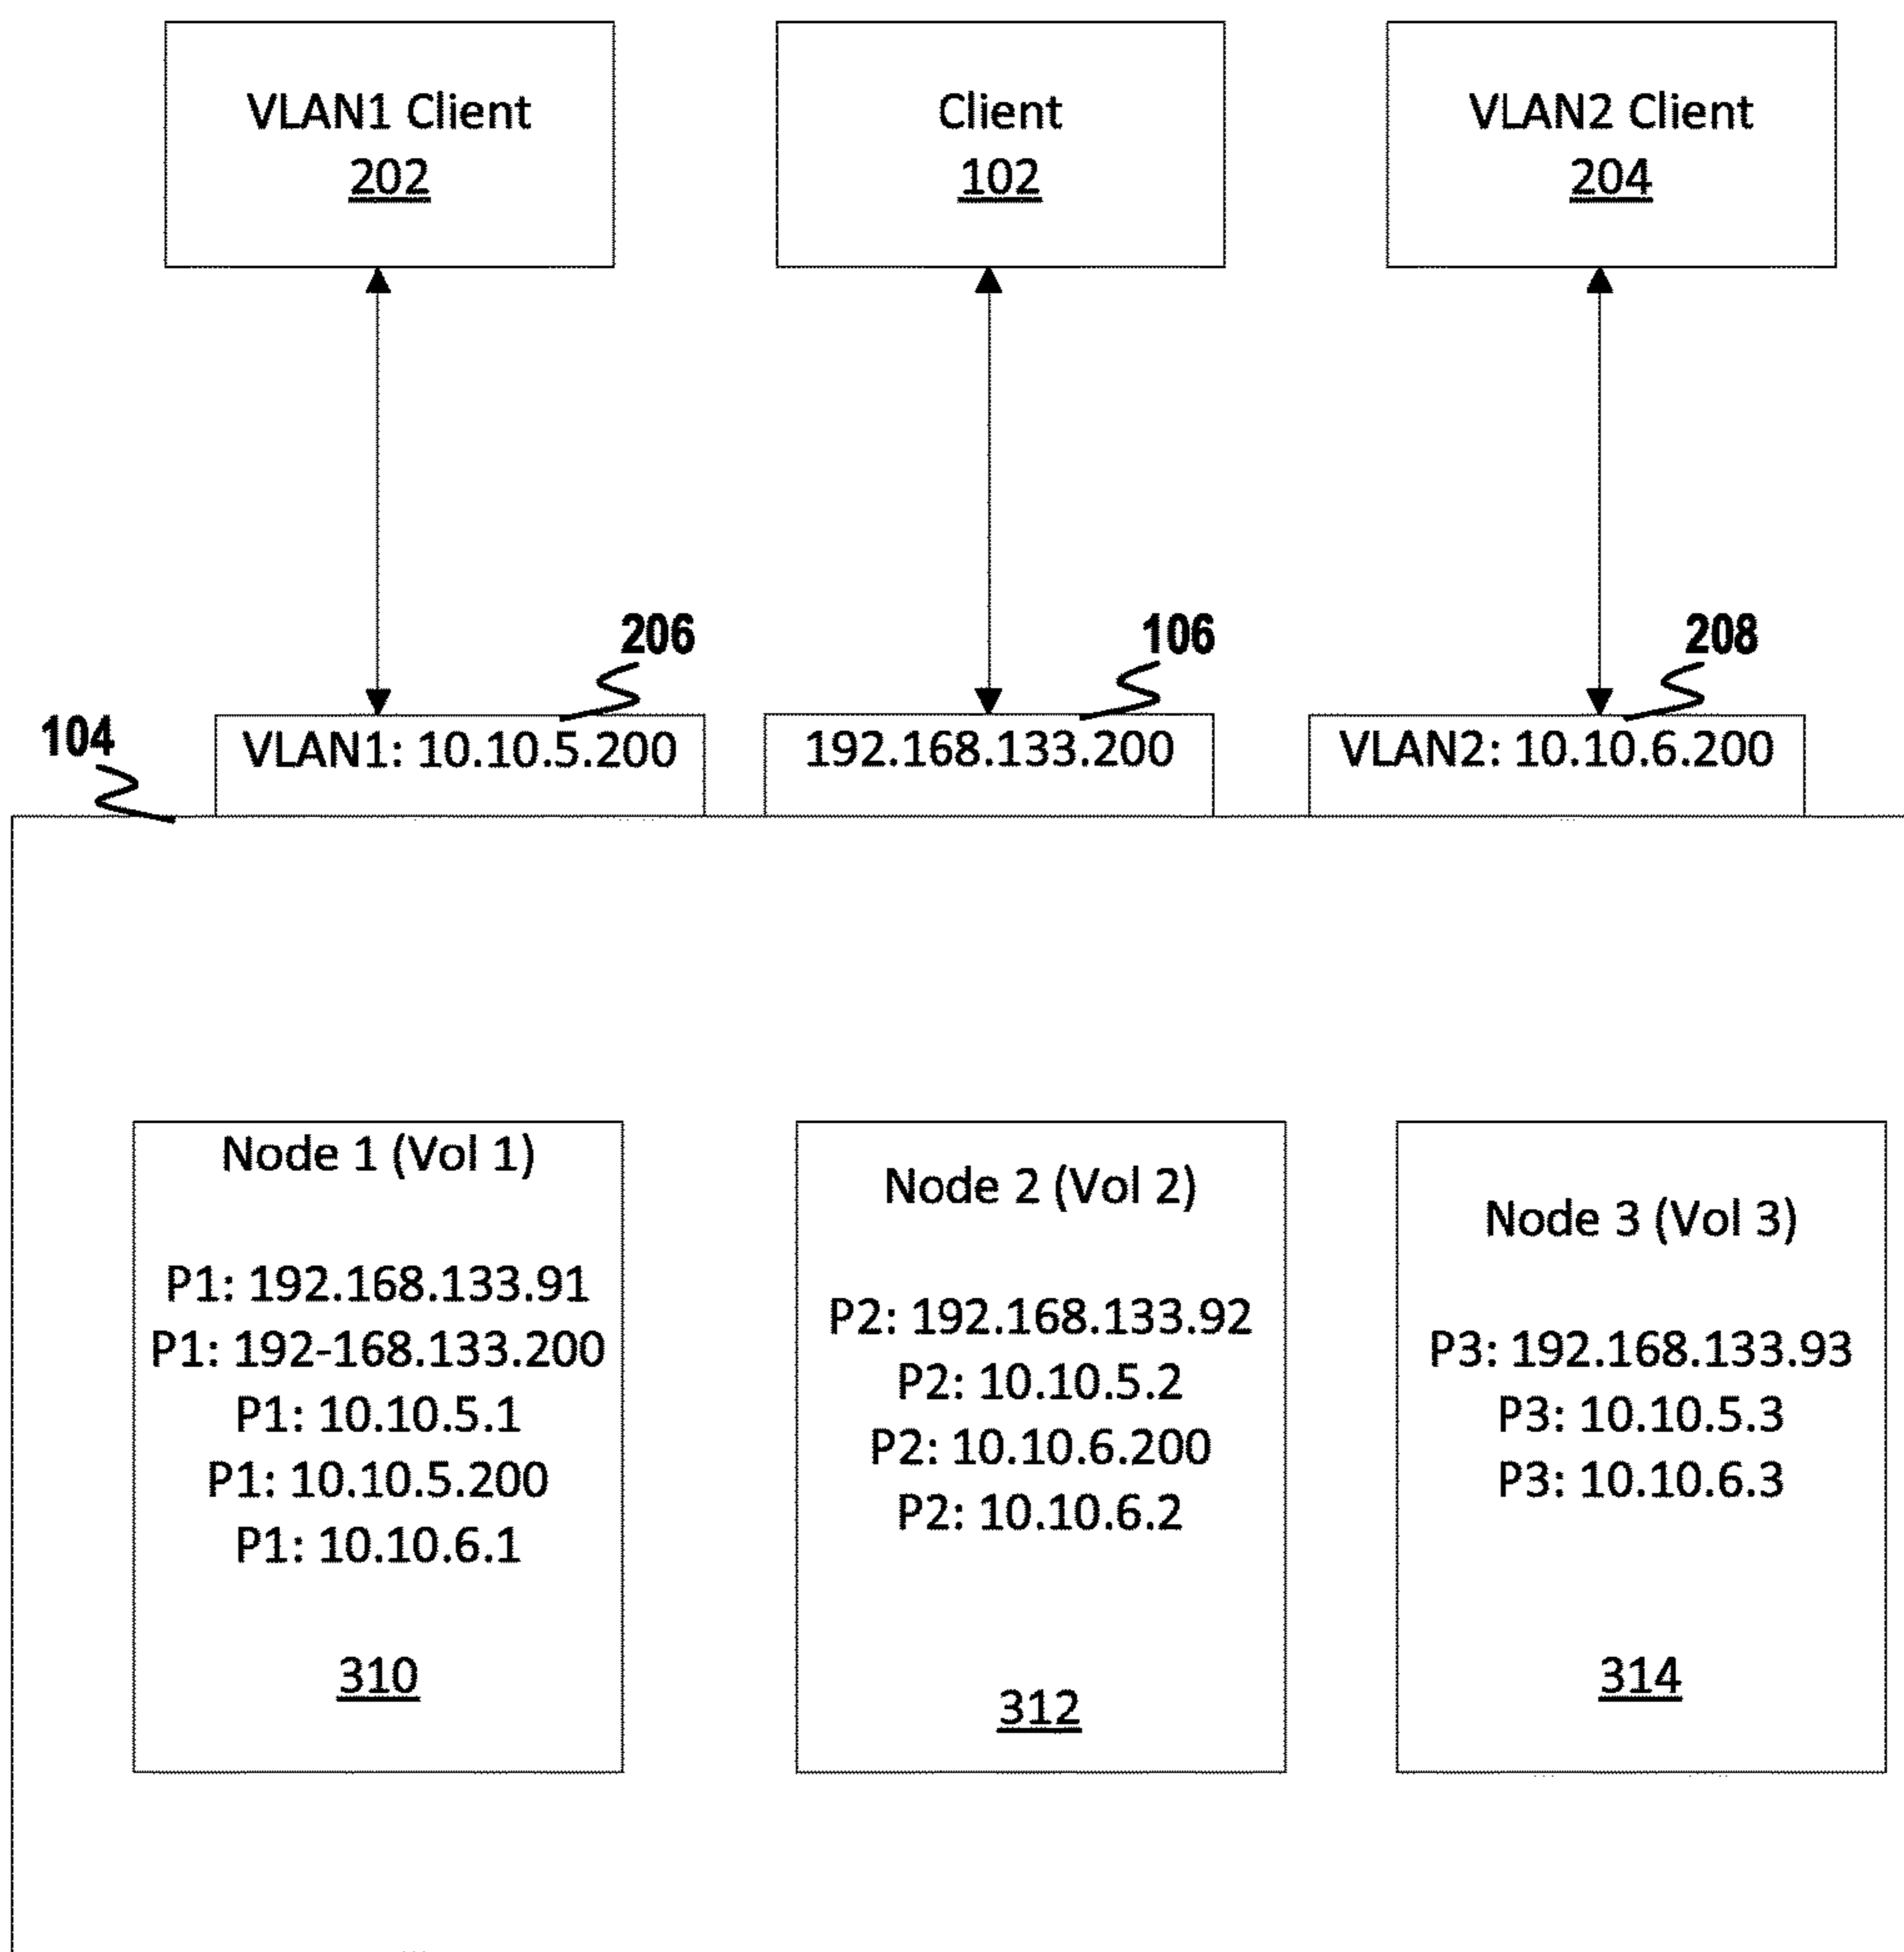 VLAN1 Client
202
Client
102
VLAN2 Client
204
206
106
208
104
VLAN1: 10.10.5.200
192.168.133.200
VLAN2: 10.10.6.200
Node 1 (Vol 1)
P1: 192.168.133.91
P1: 192-168.133.200
P1: 10.10.5.1
P1: 10.10.5.200
P1: 10.10.6.1
310
Node 2 (Vol 2)
P2: 192.168.133.92
P2: 10.10.5.2
P2: 10.10.6.200
P2: 10.10.6.2
312
Node 3 (Vol 3)
P3: 192.168.133.93
P3: 10.10.5.3
P3: 10.10.6.3
314